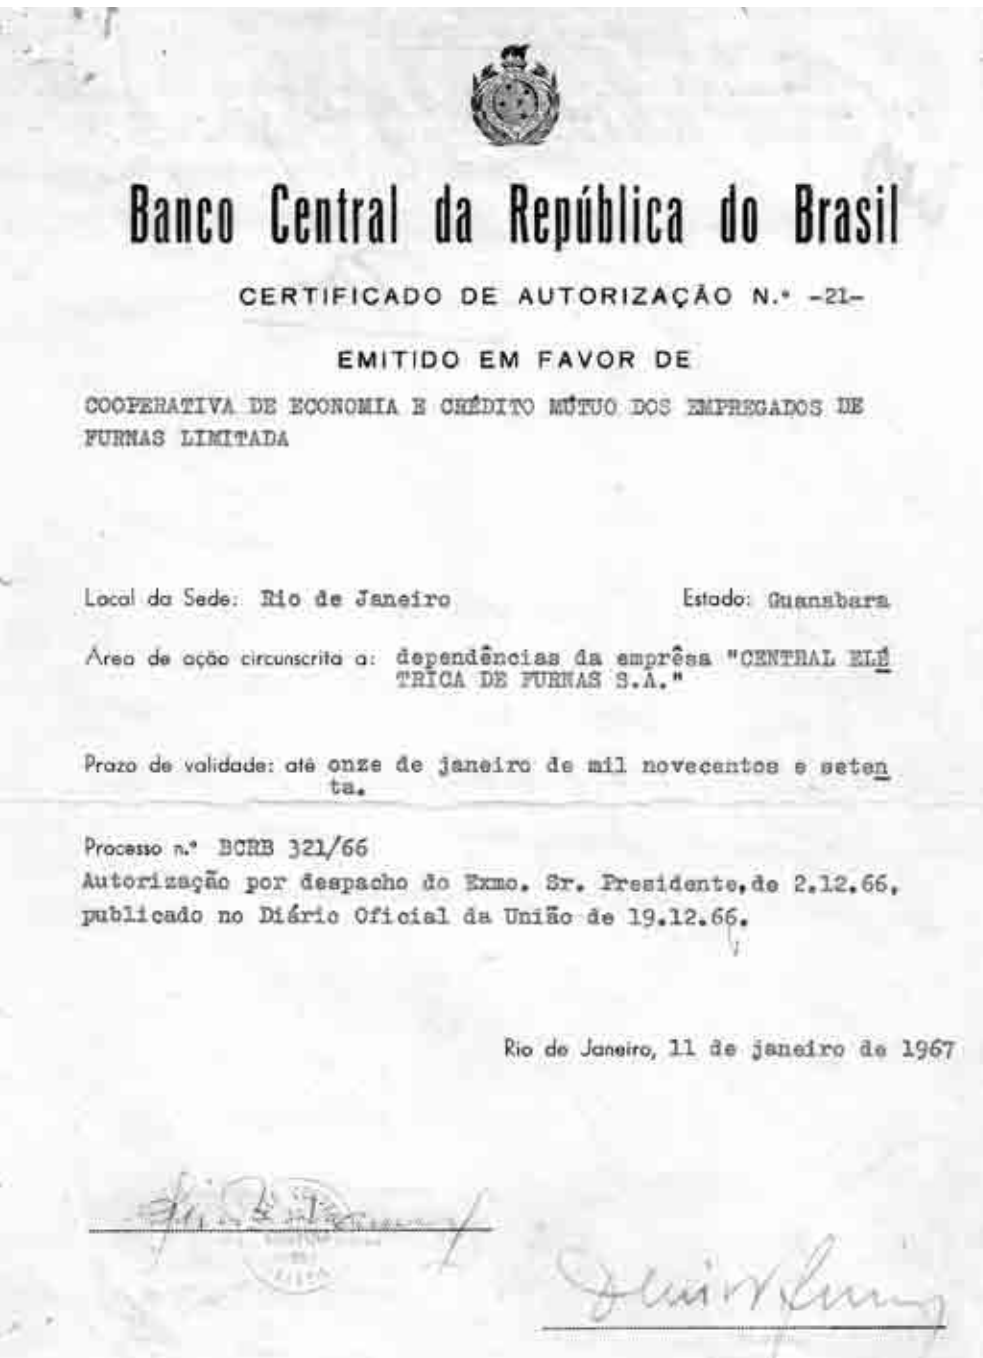 Banco Central da República do Brasil
CERTIFICADO DE AUTORIZAÇÃO N.º -21-
EMITIDO EM FAVOR DE
COOPERATIVA DE ECONOMIA E CRÉDITO MÚTUO DOS EMPREGADOS DE
FURNAS LIMITADA
Local da Sede: Rio de Janeiro Estado: Guanabara
Área de ação circunscrita a: dependências da emprêsa "CENTRAL ELÉ
TRICA DE FURNAS S.A."
Prazo de validade: até onze de janeiro de mil novecentos e seten
ta.
Processo n.º BCRB 321/66
Autorização por despacho do Exmo. Sr. Presidente, de 2.12.66,
publicado no Diário Oficial da União de 19.12.66.
Rio de Janeiro, 11 de janeiro de 1967